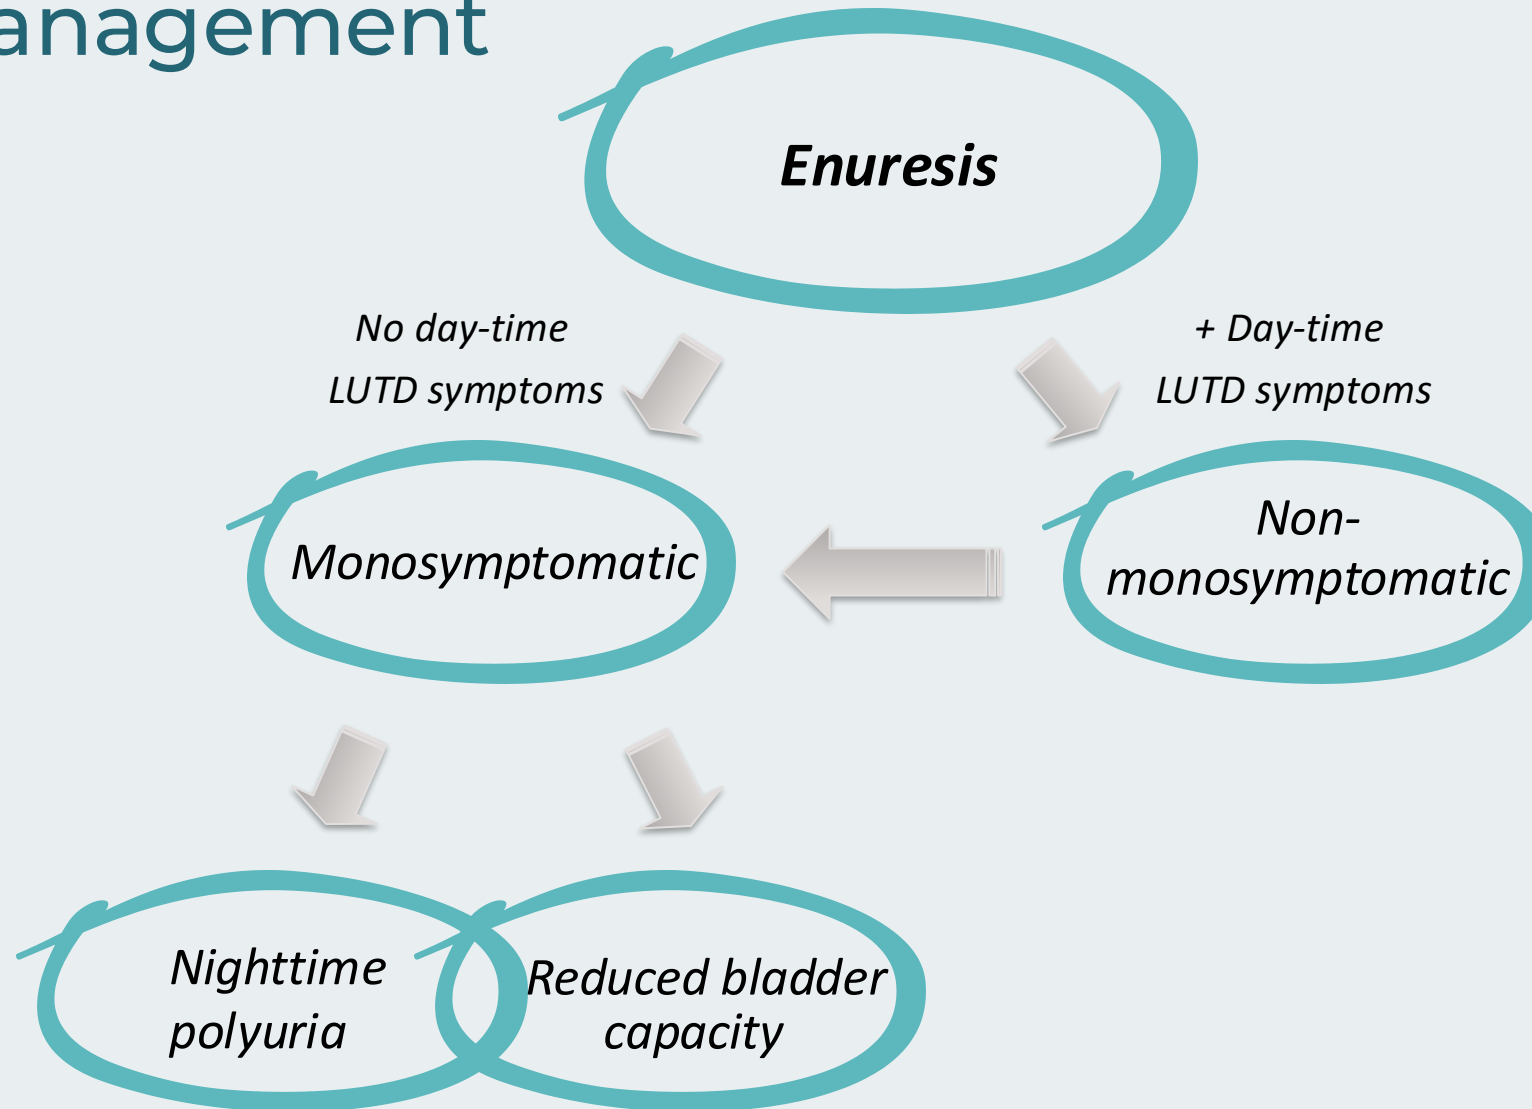 anagement
Enuresis
No day-time
LUTD symptoms
+ Day-time
LUTD symptoms
Monosymptomatic
Non-
monosymptomatic
Nighttime
polyuria
Reduced bladder
capacity